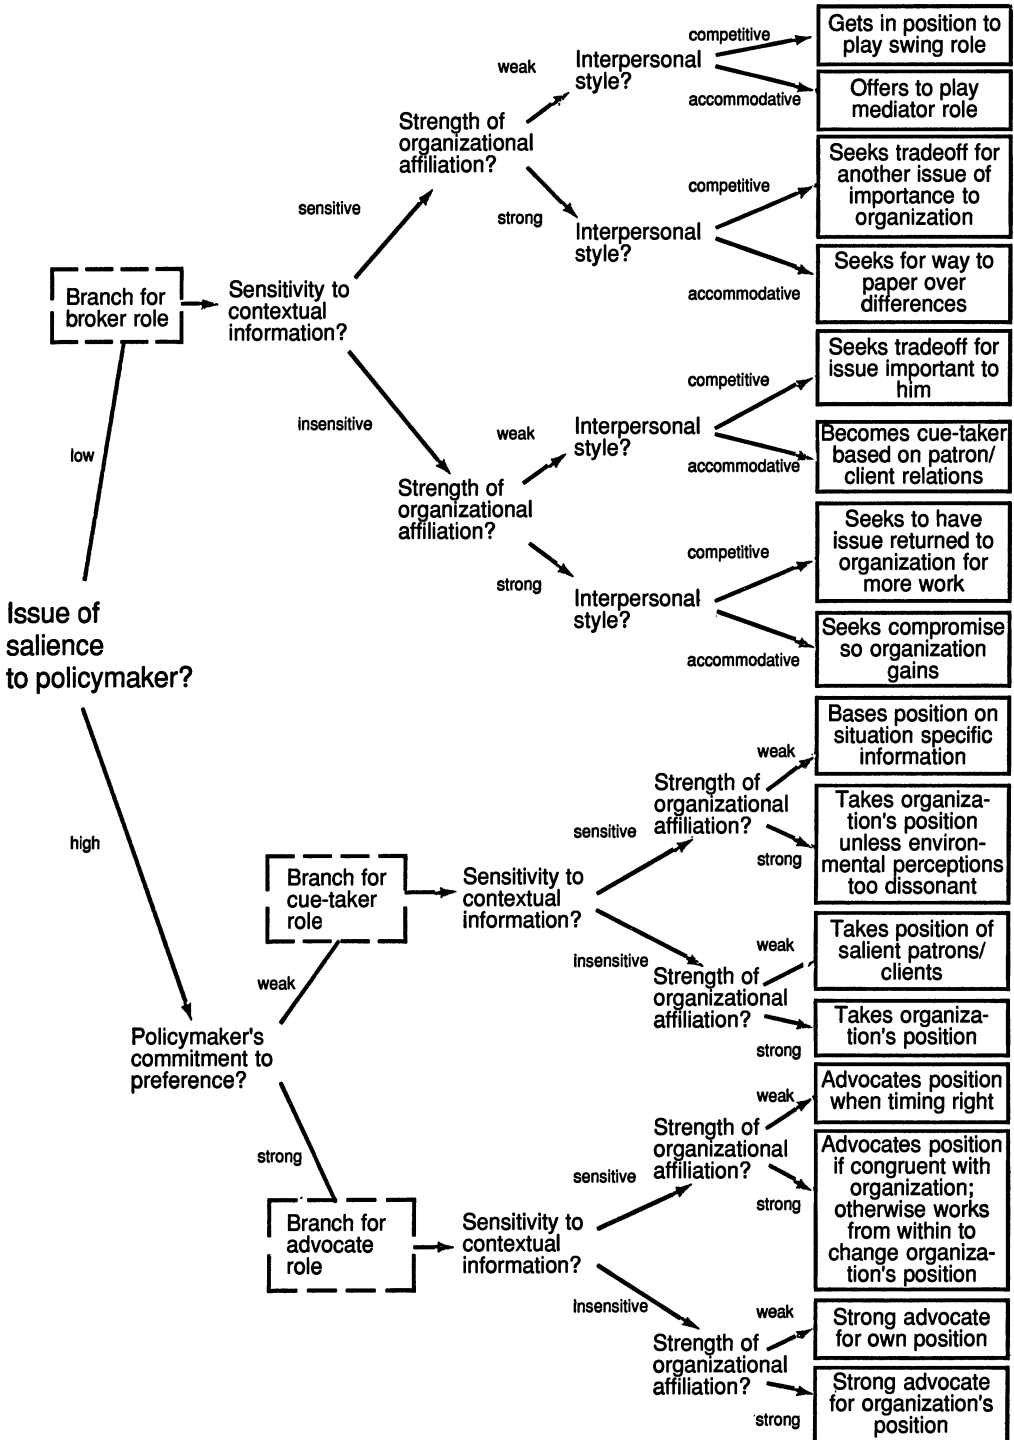 competitive
Gets in position to
play swing role
weak
Interpersonal
style?
accommodative
Offers to play
mediator role
Strength of
organizational
affiliation?
sensitive
strong
competitive
Seeks tradeoff for
another issue of
importance to
organization
Interpersonal
style?
accommodative
Seeks for way to
paper over
differences
Branch for
broker role
Sensitivity to
contextual
information?
insensitive
weak
competitive
Seeks tradeoff for
issue important to
him
Interpersonal
style?
accommodative
Becomes cue-taker
based on patron/
client relations
low
Strength of
organizational
affiliation?
strong
competitive
Seeks to have
issue returned to
organization for
more work
Interpersonal
style?
accommodative
Seeks compromise
so organization
gains
Issue of
salience
to policymaker?
high
weak
Bases position on
situation specific
information
Strength of
organizational
affiliation?
sensitive
strong
Takes organiza-
tion's position
unless environ-
mental perceptions
too dissonant
Branch for
cue-taker
role
Sensitivity to
contextual
information?
insensitive
weak
Takes position of
salient patrons/
clients
Strength of
organizational
affiliation?
strong
Takes organiza-
tion's position
weak
Policymaker's
commitment to
preference?
strong
weak
Advocates position
when timing right
Strength of
organizational
affiliation?
sensitive
strong
Advocates position
if congruent with
organization;
otherwise works
from within to
change organiza-
tion's position
Branch for
advocate
role
Sensitivity to
contextual
information?
Insensitive
weak
Strong advocate
for own position
Strength of
organizational
affiliation?
strong
Strong advocate
for organization's
position